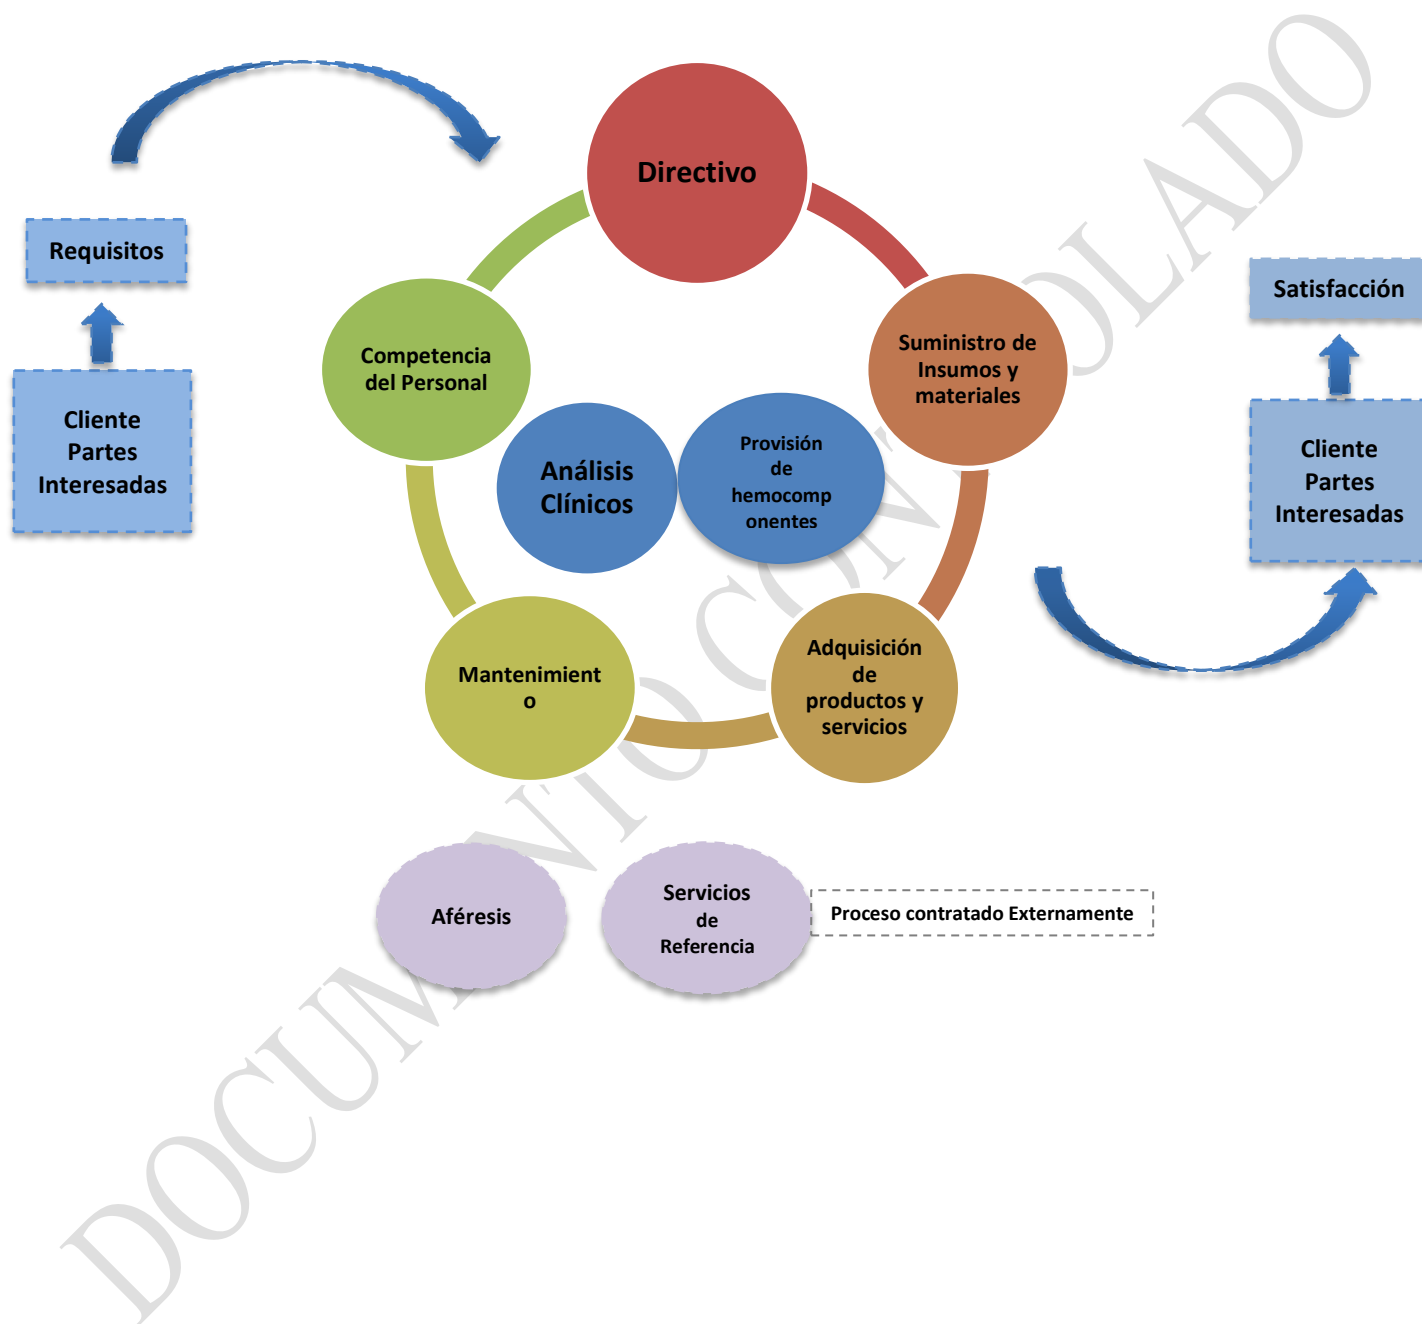 Directivo
Requisitos
Satisfacción
Competencia
del Personal
Suministro de
Insumos y
materiales
Cliente
Partes
Interesadas
Análisis
Clínicos
Provisión
de
hemocomp
onentes
Cliente
Partes
Interesadas
Mantenimient
o
Adquisición
de
productos y
servicios
Aféresis
Servicios
de
Referencia
Proceso contratado Externamente
DOCUMENTO CONTROLADO